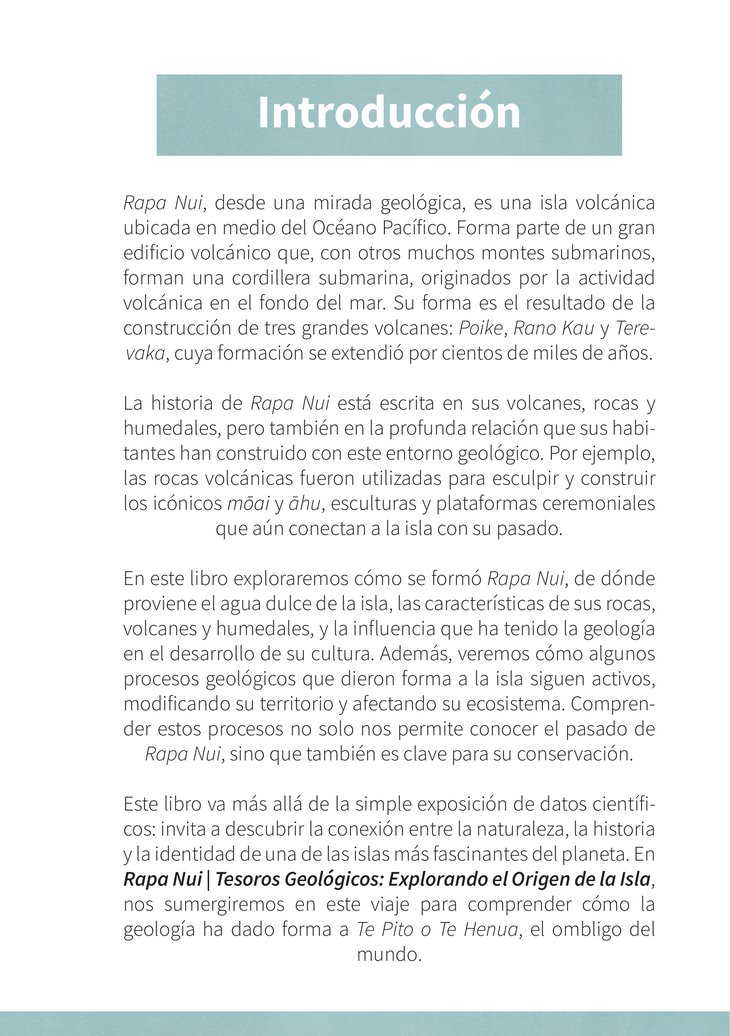 Introducción
Rapa Nui, desde una mirada geológica, es una isla volcánica
ubicada en medio del Océano Pacífico. Forma parte de un gran
edificio volcánico que, con otros muchos montes submarinos,
forman una cordillera submarina, originados por la actividad
volcánica en el fondo del mar. Su forma es el resultado de la
construcción de tres grandes volcanes: Poike, Rano Kau y Tere-
vaka, cuya formación se extendió por cientos de miles de años.
La historia de Rapa Nui está escrita en sus volcanes, rocas y
humedales, pero también en la profunda relación que sus habi-
tantes han construido con este entorno geológico. Por ejemplo,
las rocas volcánicas fueron utilizadas para esculpir y construir
los icónicos mōai y āhu, esculturas y plataformas ceremoniales
que aún conectan a la isla con su pasado.
En este libro exploraremos cómo se formó Rapa Nui, de dónde
proviene el agua dulce de la isla, las características de sus rocas,
volcanes y humedales, y la influencia que ha tenido la geología
en el desarrollo de su cultura. Además, veremos cómo algunos
procesos geológicos que dieron forma a la isla siguen activos,
modificando su territorio y afectando su ecosistema. Compren-
der estos procesos no solo nos permite conocer el pasado de
Rapa Nui, sino que también es clave para su conservación.
Este libro va más allá de la simple exposición de datos científi-
cos: invita a descubrir la conexión entre la naturaleza, la historia
y la identidad de una de las islas más fascinantes del planeta. En
Rapa Nui | Tesoros Geológicos: Explorando el Origen de la Isla,
nos sumergiremos en este viaje para comprender cómo la
geología ha dado forma a Te Pito o Te Henua, el ombligo del
mundo.